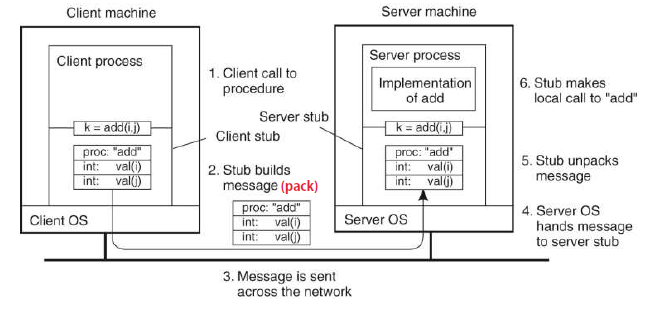 Client machine
Server machine
Client process
1. Client call to
procedure
Server process
Implementation
of add
6. Stub makes
local call to "add"
Server stub
k = add(i,j)
Client stub
k = add(i,j)
proc: "add"
int: val(i)
int: val(j)
2. Stub builds
message (pack)
proc: "add"
int: val(i)
int: val(j)
proc: "add"
int: val(i)
int: val(j)
5. Stub unpacks
message
Client OS
Server OS
4. Server OS
hands message
to server stub
3. Message is sent
across the network